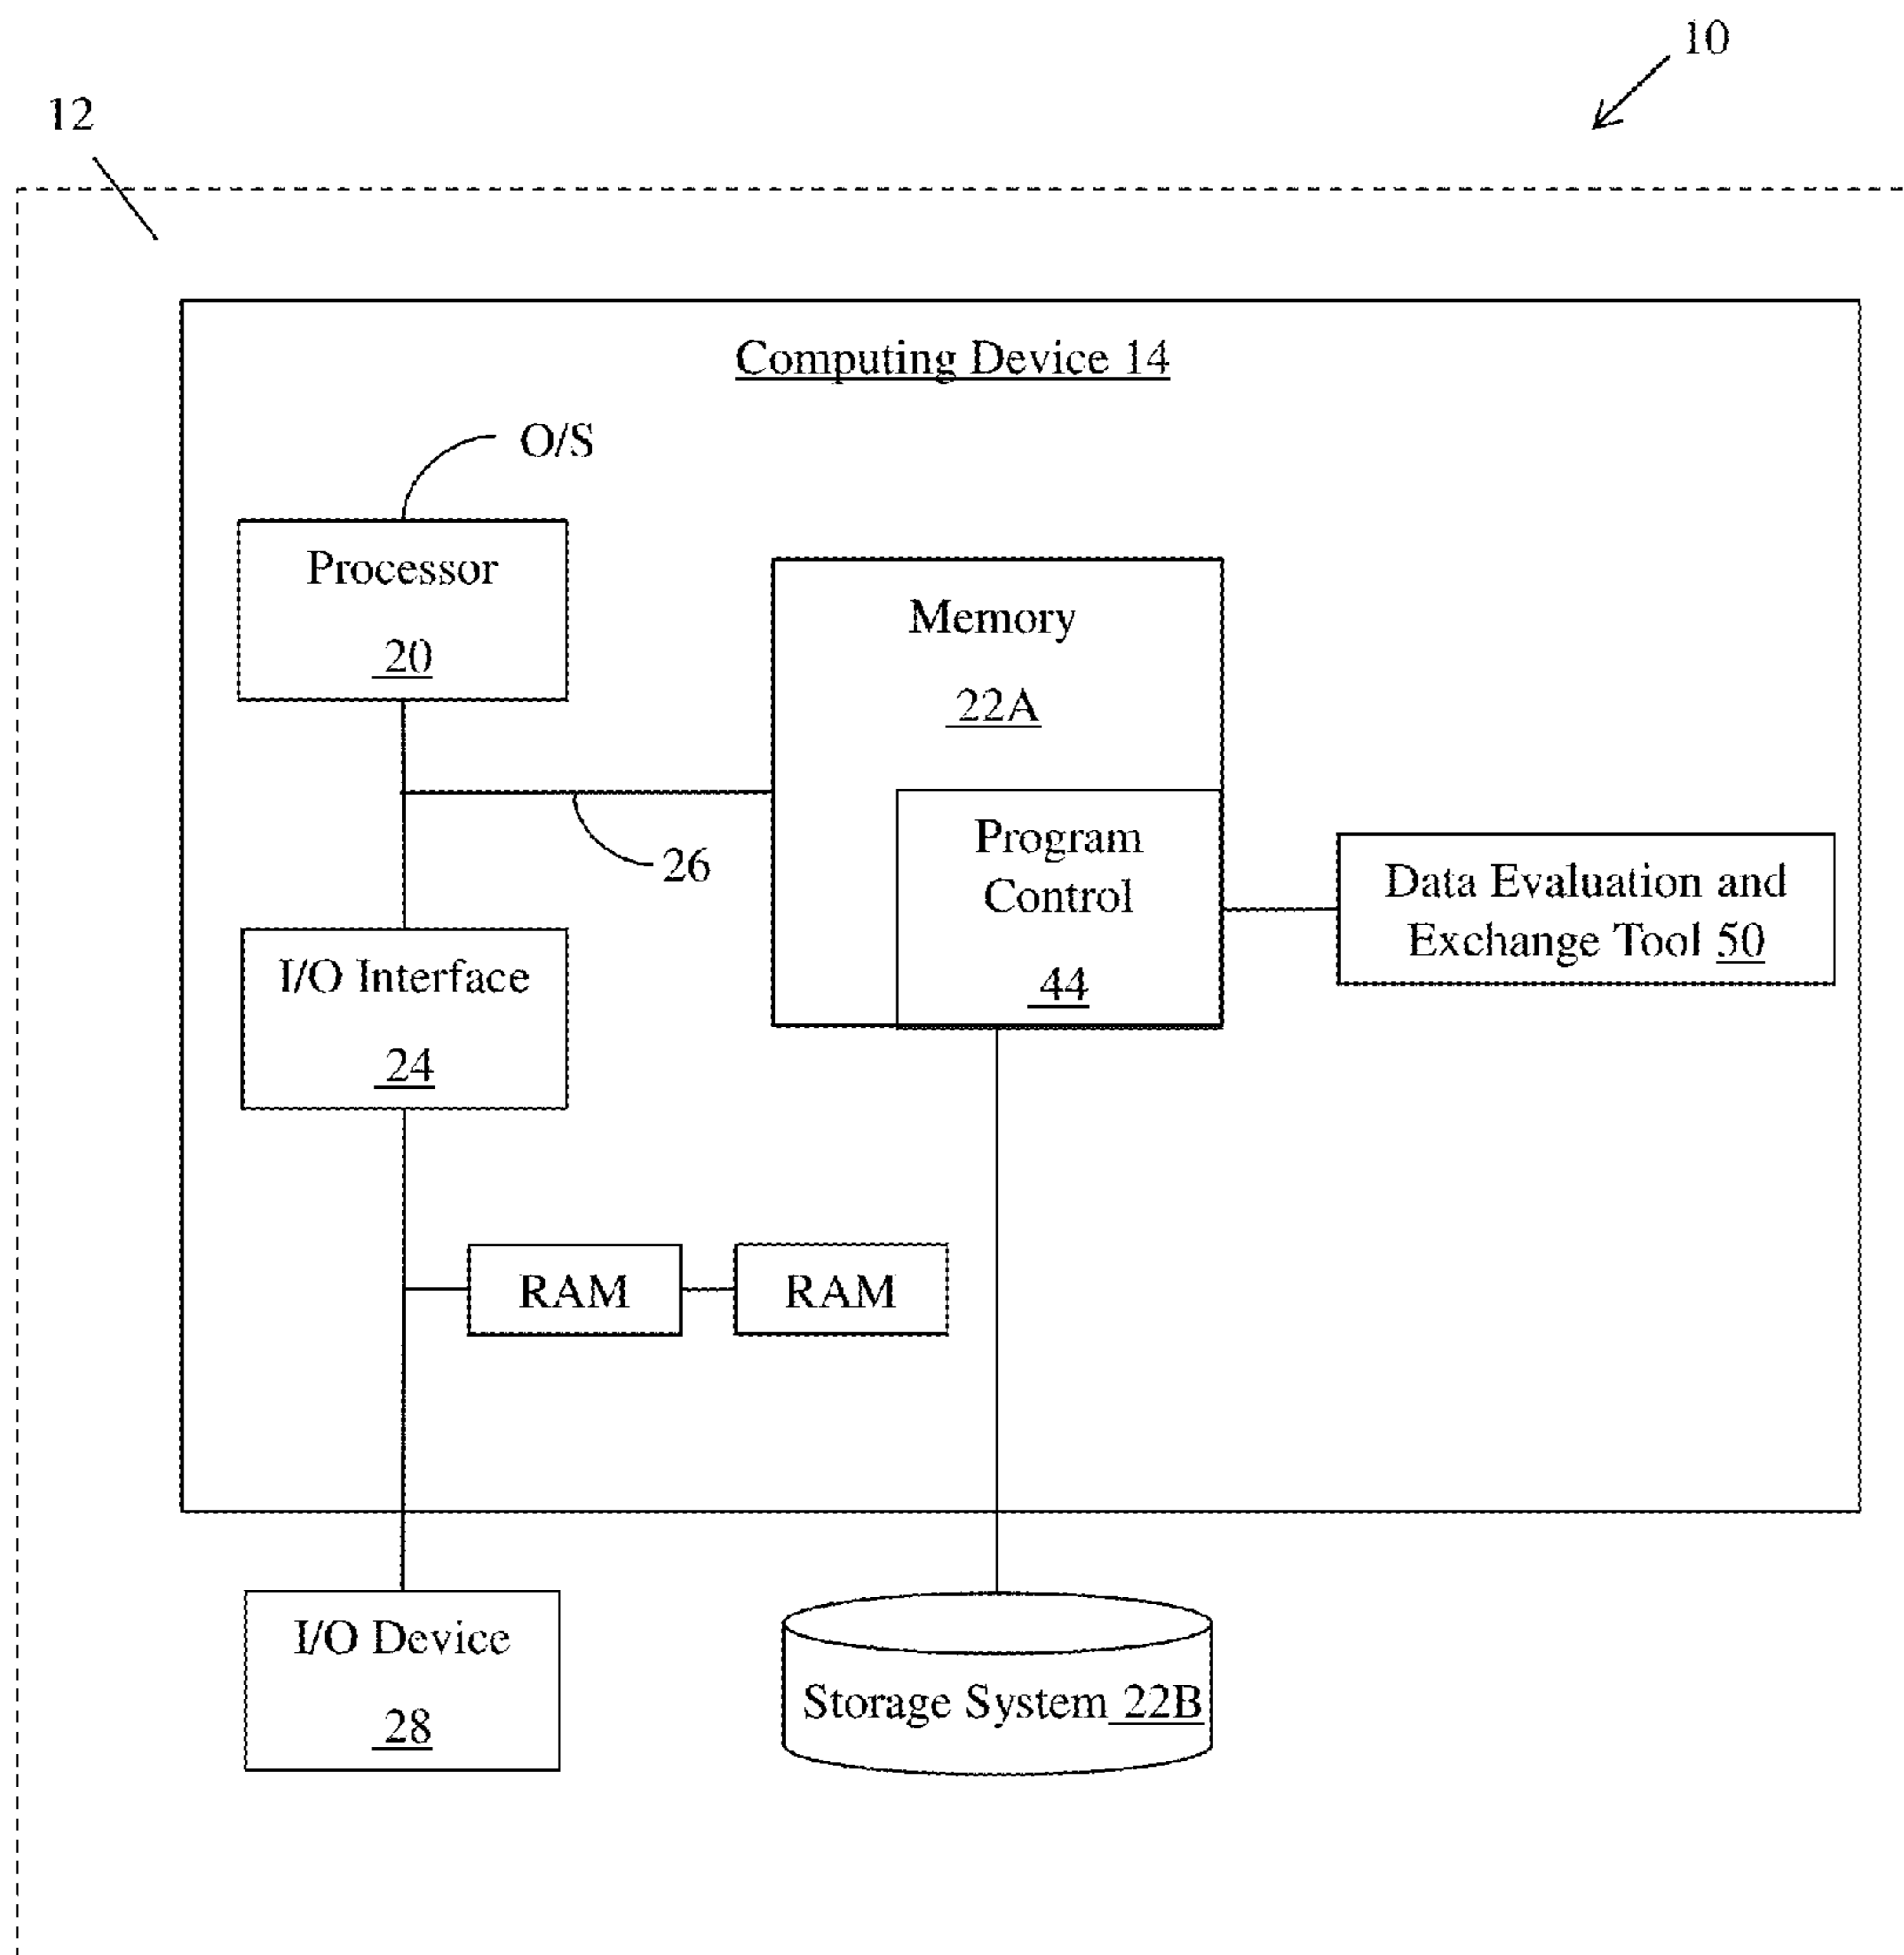 10
12
Computing Device 14
O/S
Processor
20
Memory
22A
26
Program
Control
44
Data Evaluation and
Exchange Tool 50
I/O Interface
24
RAM
RAM
I/O Device
28
Storage System 22B